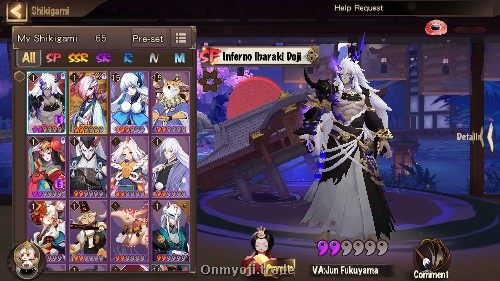 Shikigami
Help Request
My Shikigami 65 Pre-set
All SP SSR SR R N M
SP Inferno Ibaraki Doji
Details
VA:Jun Fukuyama
Comment
Onmyoji.trade